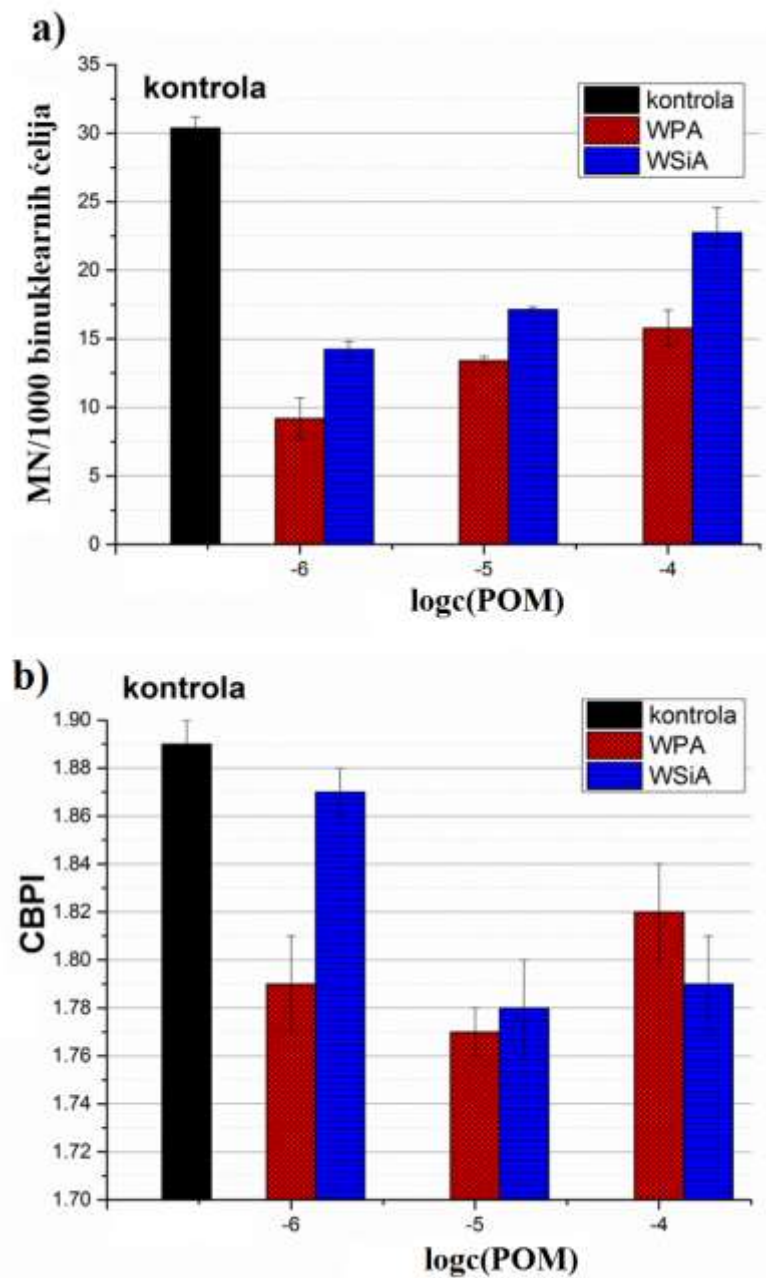 a)
kontrola
kontrola
WPA
WSiA
MN/1000 binuklearnih ćelija
35
30
25
20
15
10
5
0
-6
-5
-4
logc(POM)
b)
kontrola
kontrola
WPA
WSiA
CBPI
1.90
1.88
1.86
1.84
1.82
1.80
1.78
1.76
1.74
1.72
1.70
-6
-5
-4
logc(POM)